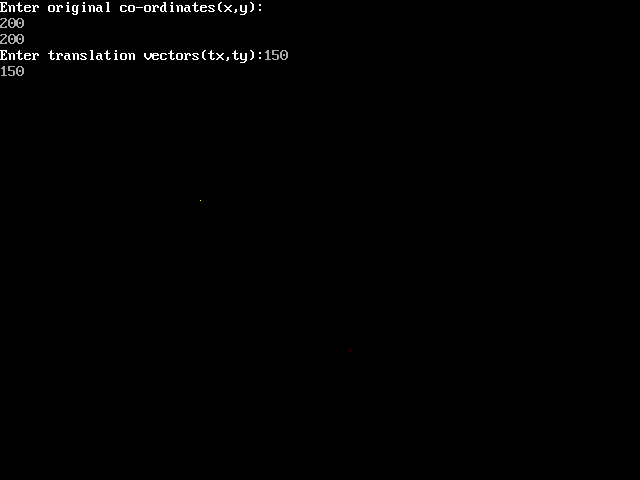 Enter original co-ordinates(x,y):
200
200
Enter translation vectors(tx,ty):150
150